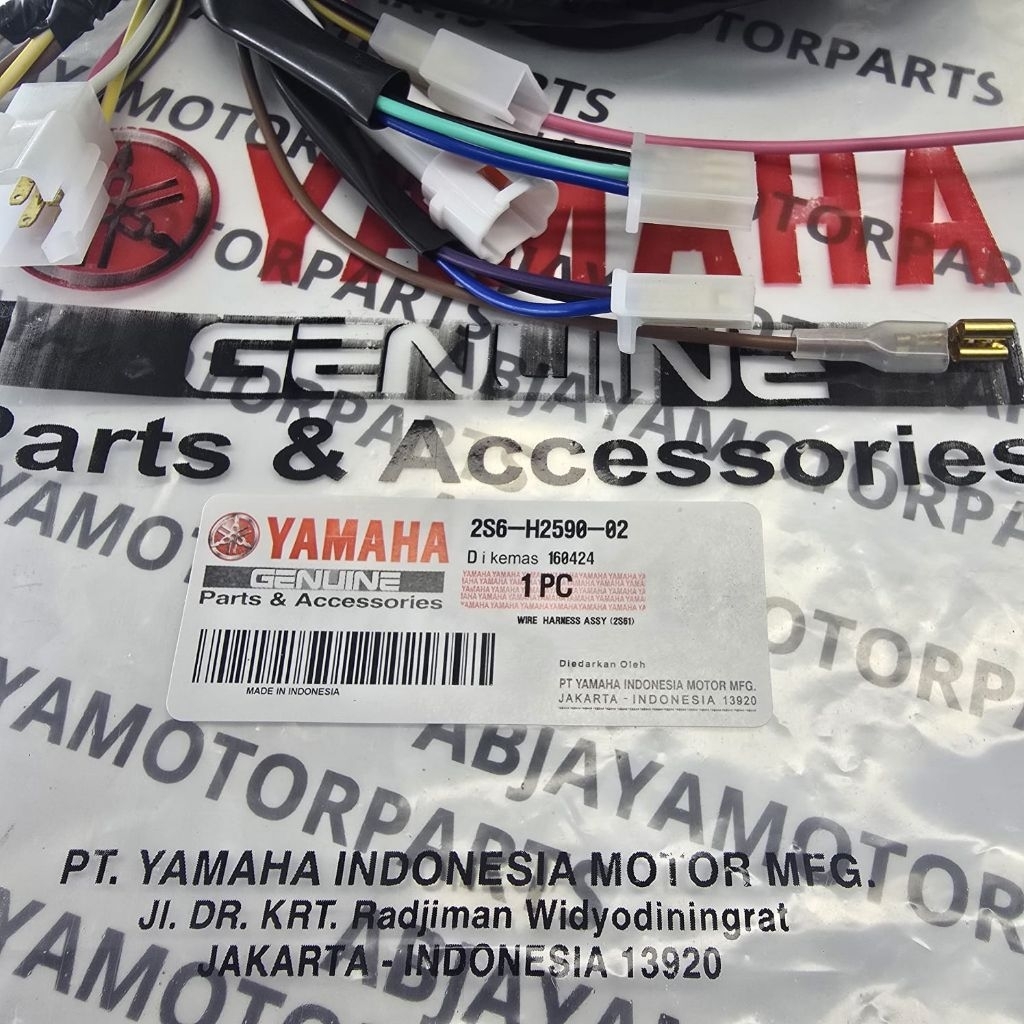 YAMAHA
GENUINE
Parts & Accessories
YAMAHA
GENUINE
Parts & Accessories
MADE IN INDONESIA
2S6-H2590-02
Dikemas 160424
1 PC
WIRE HARNESS ASSY (2S61)
Diedarkan Oleh
PT YAMAHA INDONESIA MOTOR MFG.
JAKARTA - INDONESIA 13920
PT. YAMAHA INDONESIA MOTOR MFG.
Jl. DR. KRT. Radjiman Widyodiningrat
JAKARTA - INDONESIA 13920
ABJAYAMOTORPARTS
ABJAYAMOTORPARTS